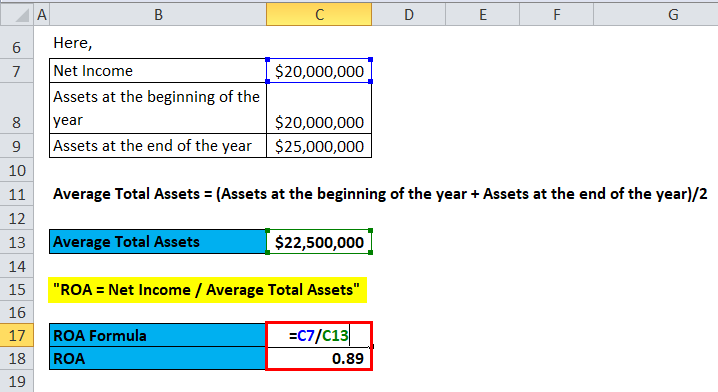 A B C D E F G
6 Here,
7 Net Income $20,000,000
Assets at the beginning of the
8 year $20,000,000
9 Assets at the end of the year $25,000,000
10
11 Average Total Assets = (Assets at the beginning of the year + Assets at the end of the year)/2
12
13 Average Total Assets $22,500,000
14
15 "ROA = Net Income / Average Total Assets"
16
17 ROA Formula =C7/C13
18 ROA 0.89
19